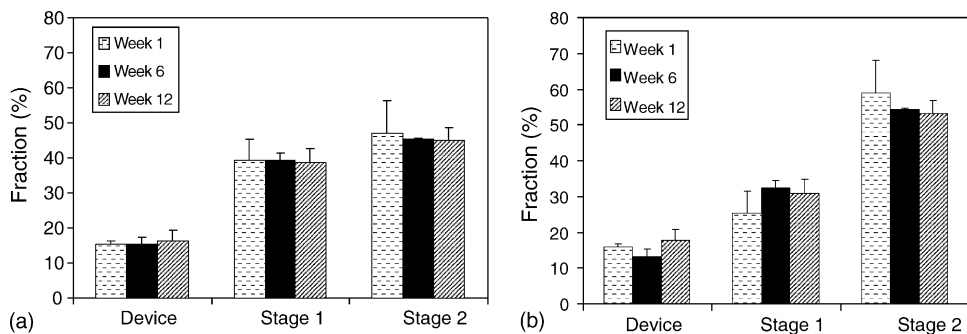 80
70
60
50
40
30
20
10
0
Fraction (%)
Week 1
Week 6
Week 12
Device
Stage 1
Stage 2
(a)
80
70
60
50
40
30
20
10
0
Fraction (%)
Week 1
Week 6
Week 12
Device
Stage 1
Stage 2
(b)